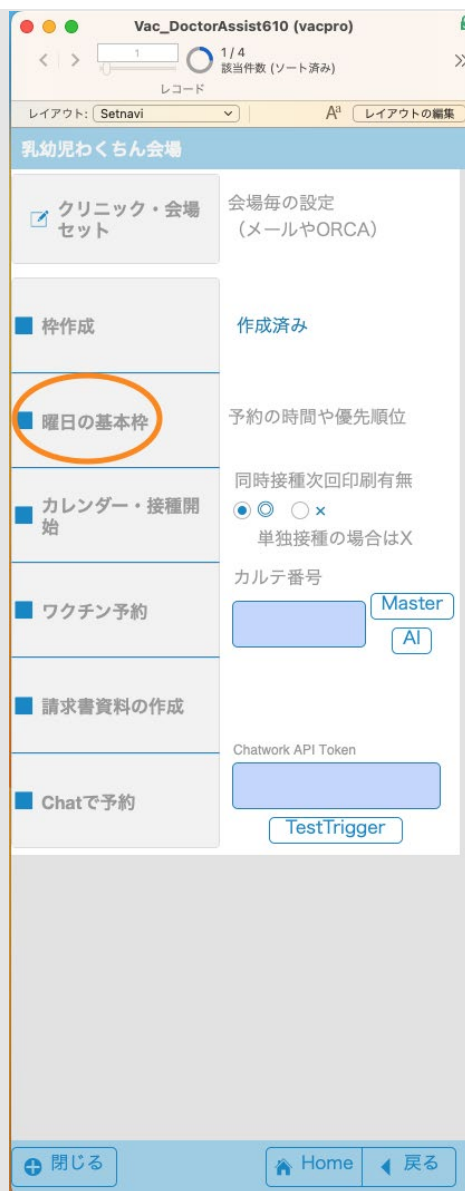 Vac_DoctorAssist610 (vacpro)
1
1 / 4
該当件数 (ソート済み)
レコード
レイアウト: Setnavi
Aa レイアウトの編集
乳幼児わくちん会場
クリニック・会場
セット
会場毎の設定
（メールやORCA）
枠作成
作成済み
曜日の基本枠
予約の時間や優先順位
カレンダー・接種開
始
同時接種次回印刷有無
◎ ×
単独接種の場合はX
ワクチン予約
カルテ番号
Master
AI
請求書資料の作成
Chatで予約
Chatwork API Token
TestTrigger
閉じる
Home
戻る